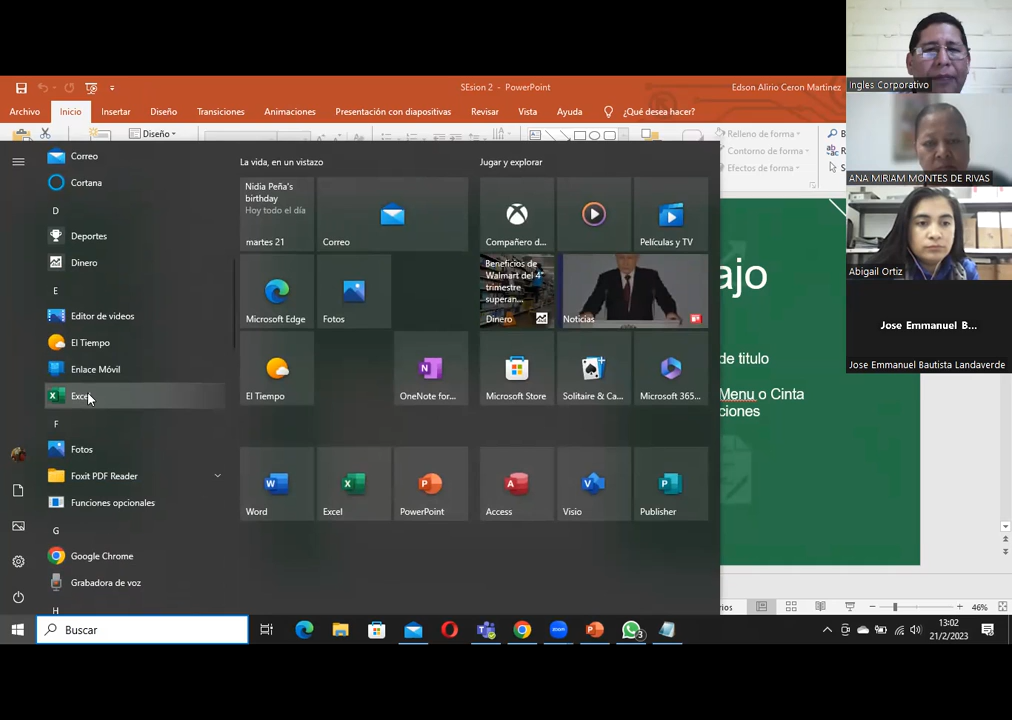 SEsion 2 - PowerPoint
Edson Alirio Ceron Martinez
Archivo
Inicio
Insertar
Diseño
Transiciones
Animaciones
Presentación con diapositivas
Revisar
Vista
Ayuda
¿Qué desea hacer?
Diseño
Relleno de forma
Contorno de forma
Efectos de forma
Correo
Cortana
D
Deportes
Dinero
E
Editor de videos
El Tiempo
Enlace Móvil
F
Fotos
Foxit PDF Reader
Funciones opcionales
G
Google Chrome
Grabadora de voz
H
La vida, en un vistazo
Nidia Peña's
birthday
Hoy todo el día
martes 21
Correo
Microsoft Edge
Fotos
El Tiempo
OneNote for...
Word
Excel
PowerPoint
Jugar y explorar
Compañero d...
Películas y TV
Beneficios de
Walmart del 4°
trimestre
superan...
Dinero
Noticias
Microsoft Store
Solitaire & Ca...
Microsoft 365...
Access
Visio
Publisher
ajo
de titulo
Menu o Cinta
ciones
46%
Buscar
3
13:02
21/2/2023
Ingles Corporativo
ANA MIRIAM MONTES DE RIVAS
Abigail Ortiz
Jose Emmanuel B...
Jose Emmanuel Bautista Landaverde